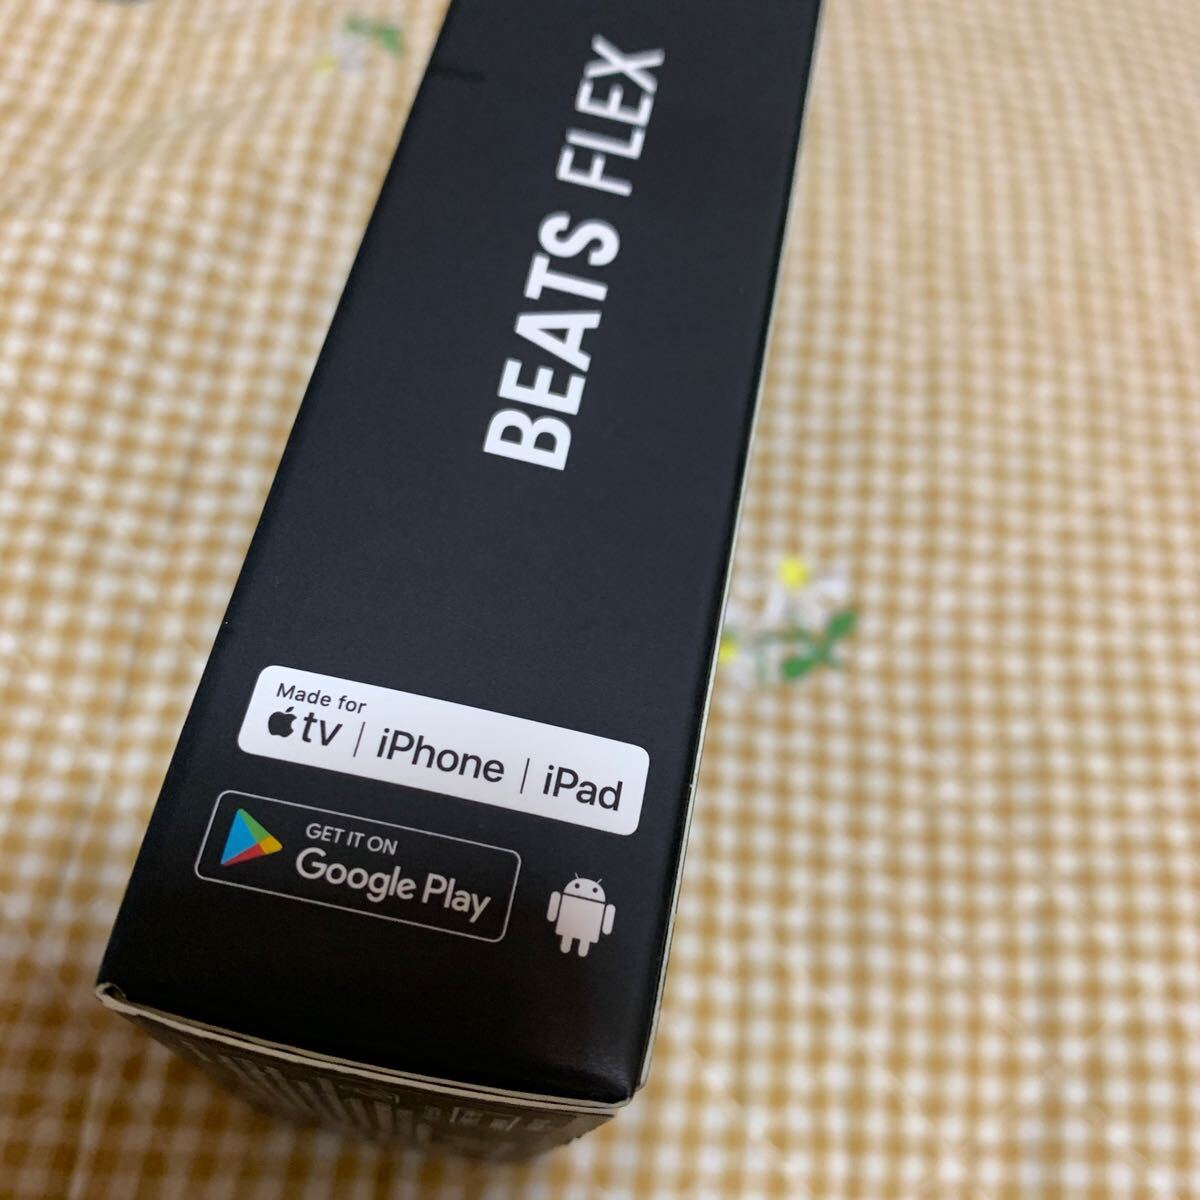 BEATS FLEX
Made for
tv | iPhone | iPad
GET IT ON
Google Play